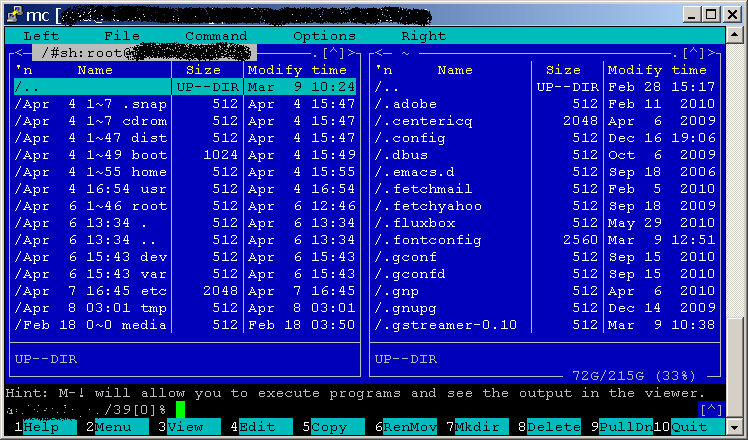 mc [
Left File Command Options Right
<─ /#sh:root@ .[^]> <─ ~ .[^]>
'n Name Size Modify time 'n Name Size Modify time
/.. UP--DIR Mar 9 10:24 /.. UP--DIR Feb 28 15:17
/Apr 4 1~7 .snap 512 Apr 4 15:47 /.adobe 512 Feb 11 2010
/Apr 4 1~7 cdrom 512 Apr 4 15:47 /.centericq 2048 Apr 6 2009
/Apr 4 1~47 dist 512 Apr 4 15:47 /.config 512 Dec 16 19:06
/Apr 4 1~49 boot 1024 Apr 4 15:49 /.dbus 512 Oct 6 2009
/Apr 4 1~55 home 512 Apr 4 15:55 /.emacs.d 512 Sep 18 2006
/Apr 4 16:54 usr 512 Apr 4 16:54 /.fetchmail 512 Feb 5 2010
/Apr 6 1~46 root 512 Apr 6 12:46 /.fetchyahoo 512 Sep 18 2009
/Apr 6 13:34 . 512 Apr 6 13:34 /.fluxbox 512 May 29 2010
/Apr 6 13:34 .. 512 Apr 6 13:34 /.fontconfig 2560 Mar 9 12:51
/Apr 6 15:43 dev 512 Apr 6 15:43 /.gconf 512 Sep 15 2010
/Apr 6 15:43 var 512 Apr 6 15:43 /.gconfd 512 Sep 15 2010
/Apr 7 16:45 etc 2048 Apr 7 16:45 /.gnp 512 Apr 6 2010
/Apr 8 03:01 tmp 512 Apr 8 03:01 /.gnupg 512 Dec 14 2009
/Feb 18 0~0 media 512 Feb 18 03:50 /.gstreamer-0.10 512 Mar 9 10:38
UP--DIR UP--DIR
72G/215G (33%)
Hint: M-! will allow you to execute programs and see the output in the viewer.
/39[0]% [^]
1Help 2Menu 3View 4Edit 5Copy 6RenMov 7Mkdir 8Delete 9PullDn 10Quit